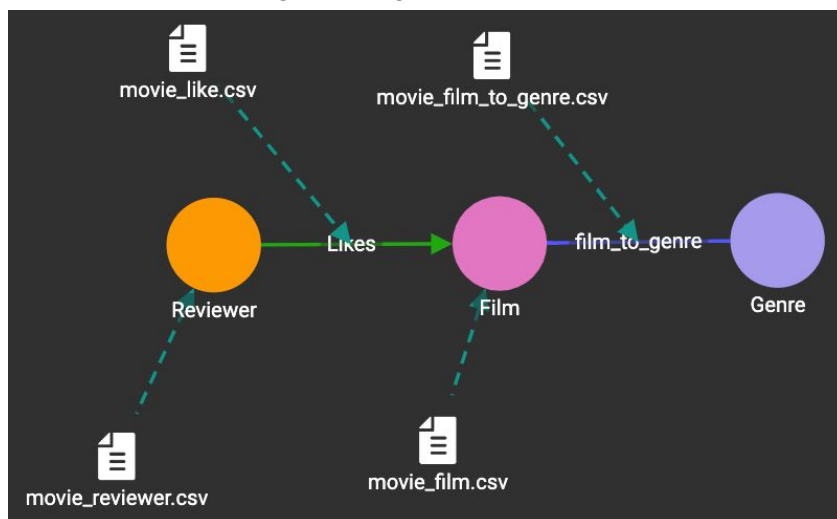 movie_like.csv
movie_film_to_genre.csv
Likes
film_to_genre
Reviewer
Film
Genre
movie_reviewer.csv
movie_film.csv